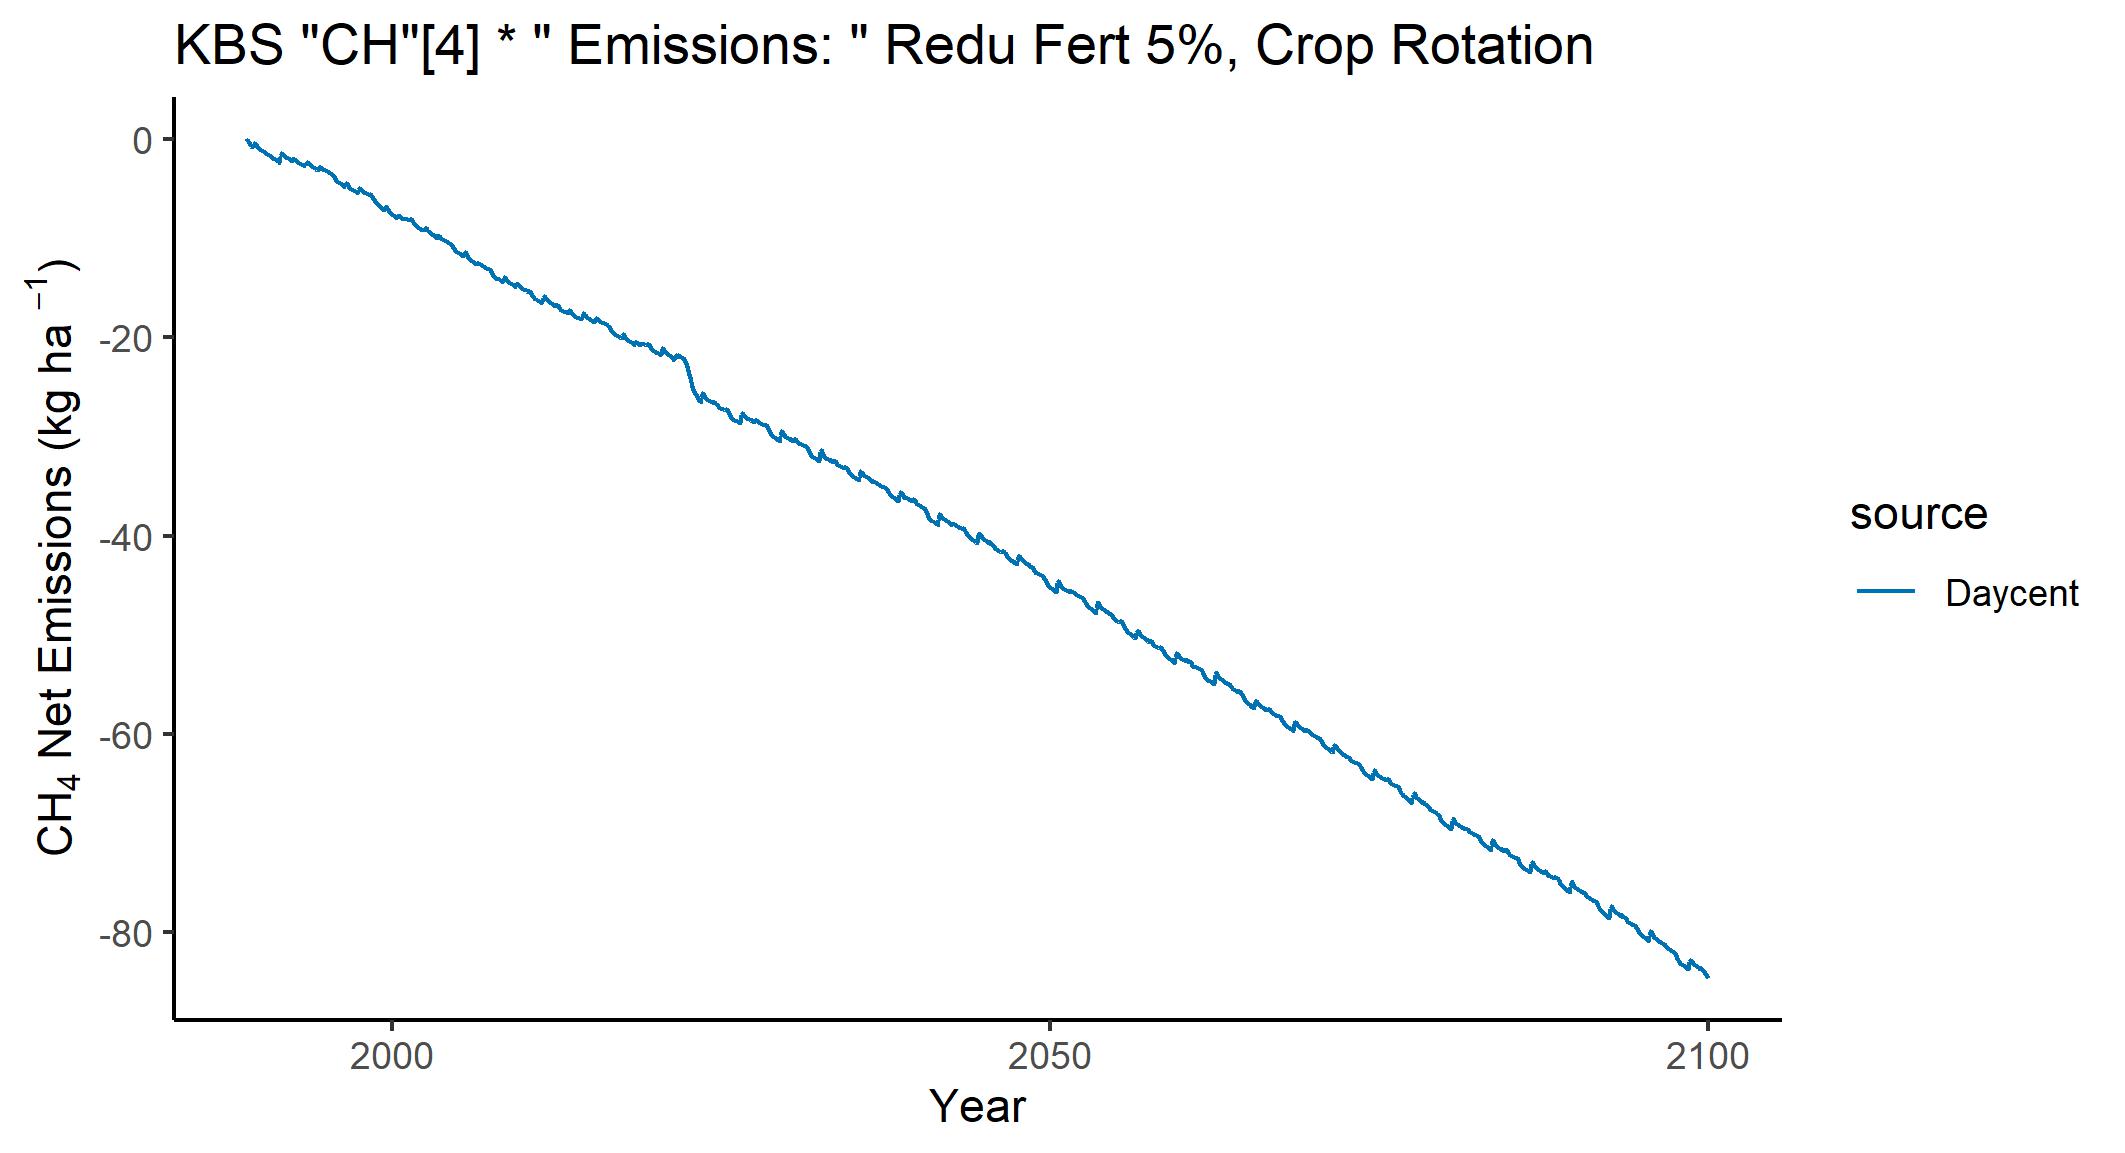 KBS "CH"[4] * " Emissions: " Redu Fert 5%, Crop Rotation
CH₄ Net Emissions (kg ha ⁻¹)
0
-20
-40
-60
-80
2000 2050 2100
Year
source
Daycent